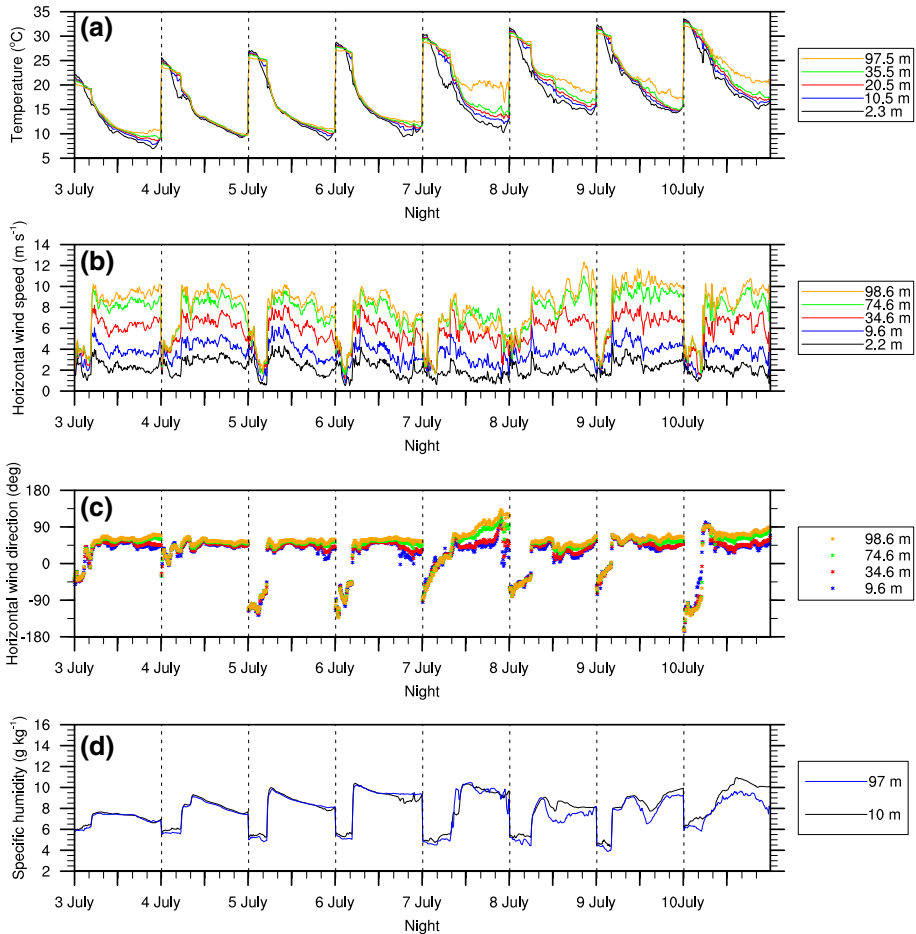 (a)
Temperature (°C)
35
30
25
20
15
10
5
3 July 4 July 5 July 6 July 7 July 8 July 9 July 10July
Night
97.5 m
35.5 m
20.5 m
10.5 m
2.3 m
(b)
Horizontal wind speed (m s⁻¹)
14
12
10
8
6
4
2
0
3 July 4 July 5 July 6 July 7 July 8 July 9 July 10July
Night
98.6 m
74.6 m
34.6 m
9.6 m
2.2 m
(c)
Horizontal wind direction (deg)
180
90
0
-90
-180
3 July 4 July 5 July 6 July 7 July 8 July 9 July 10July
Night
98.6 m
74.6 m
34.6 m
9.6 m
(d)
Specific humidity (g kg⁻¹)
16
14
12
10
8
6
4
2
3 July 4 July 5 July 6 July 7 July 8 July 9 July 10July
Night
97 m
10 m